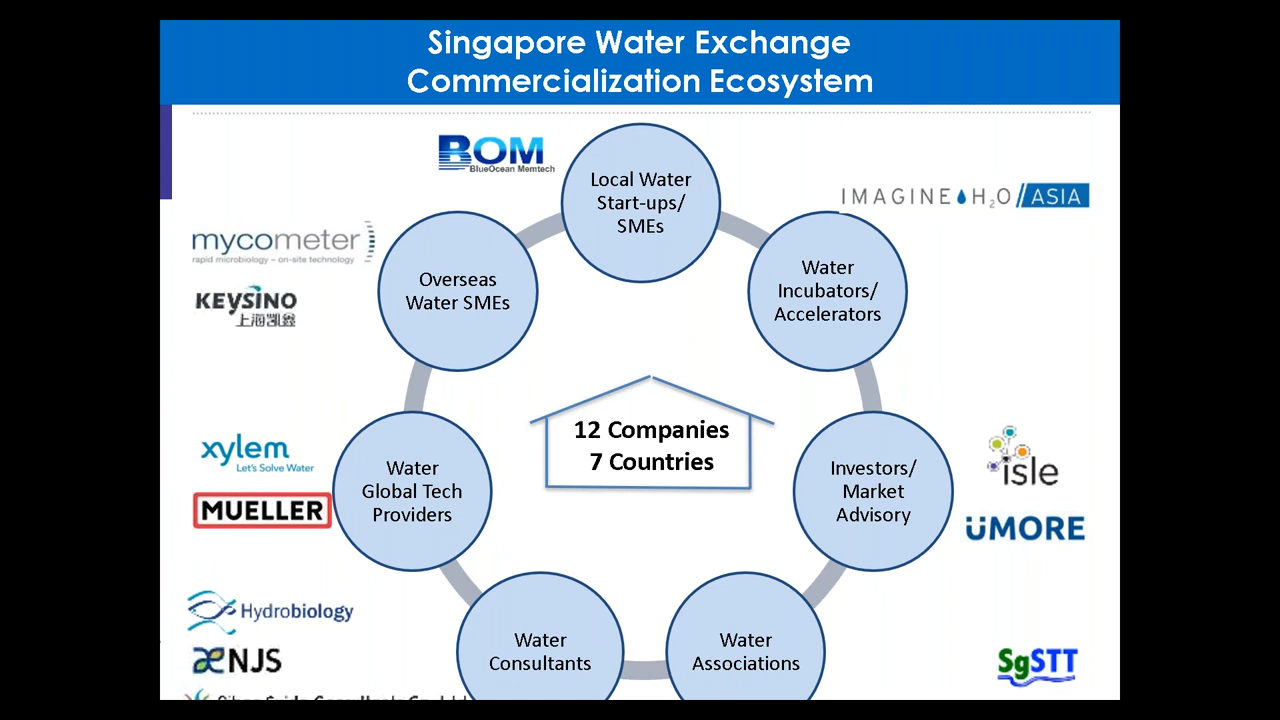 Singapore Water Exchange
Commercialization Ecosystem
BOM
BlueOcean Memtech
Local Water
Start-ups/
SMEs
IMAGINE H₂O/ASIA
mycometer
rapid microbiology – on-site technology
KEYSINO
上海凯鑫
Overseas
Water SMEs
Water
Incubators/
Accelerators
12 Companies
7 Countries
xylem
Let's Solve Water
MUELLER
Water
Global Tech
Providers
Investors/
Market
Advisory
isle
ÜMORE
Hydrobiology
NJS
Water
Consultants
Water
Associations
SgSTT